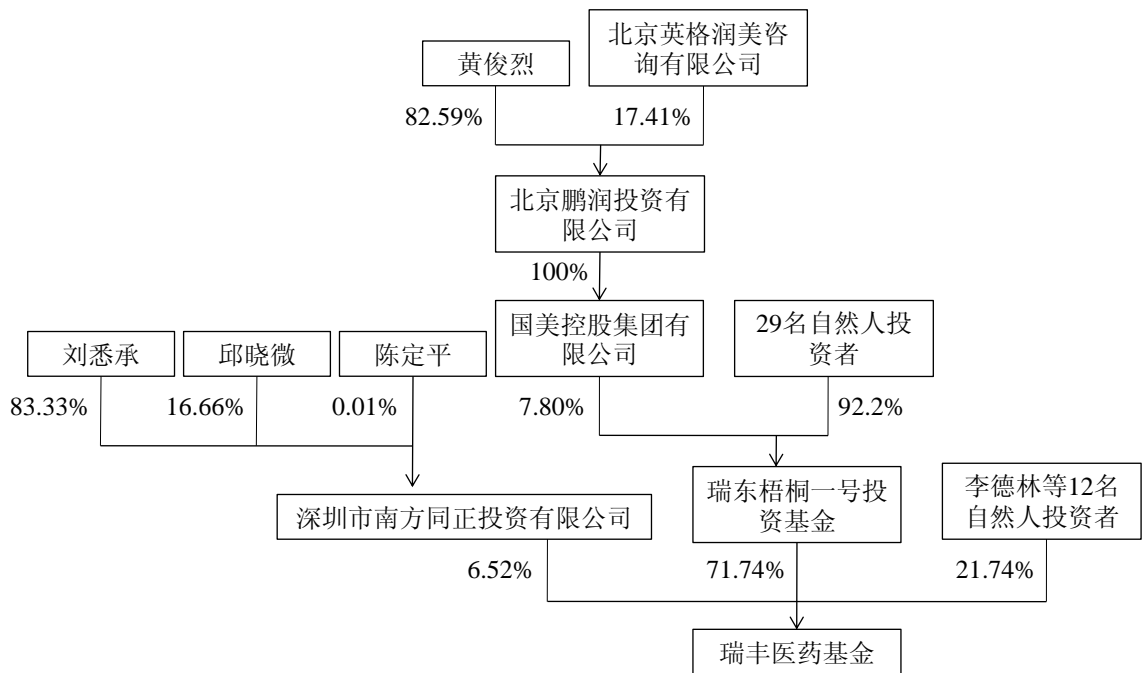 黄俊烈
北京英格润美咨
询有限公司
82.59%
17.41%
北京鹏润投资有
限公司
100%
国美控股集团有
限公司
29名自然人投
资者
刘悉承
邱晓微
陈定平
83.33%
16.66%
0.01%
7.80%
92.2%
深圳市南方同正投资有限公司
瑞东梧桐一号投
资基金
李德林等12名
自然人投资者
6.52%
71.74%
21.74%
瑞丰医药基金